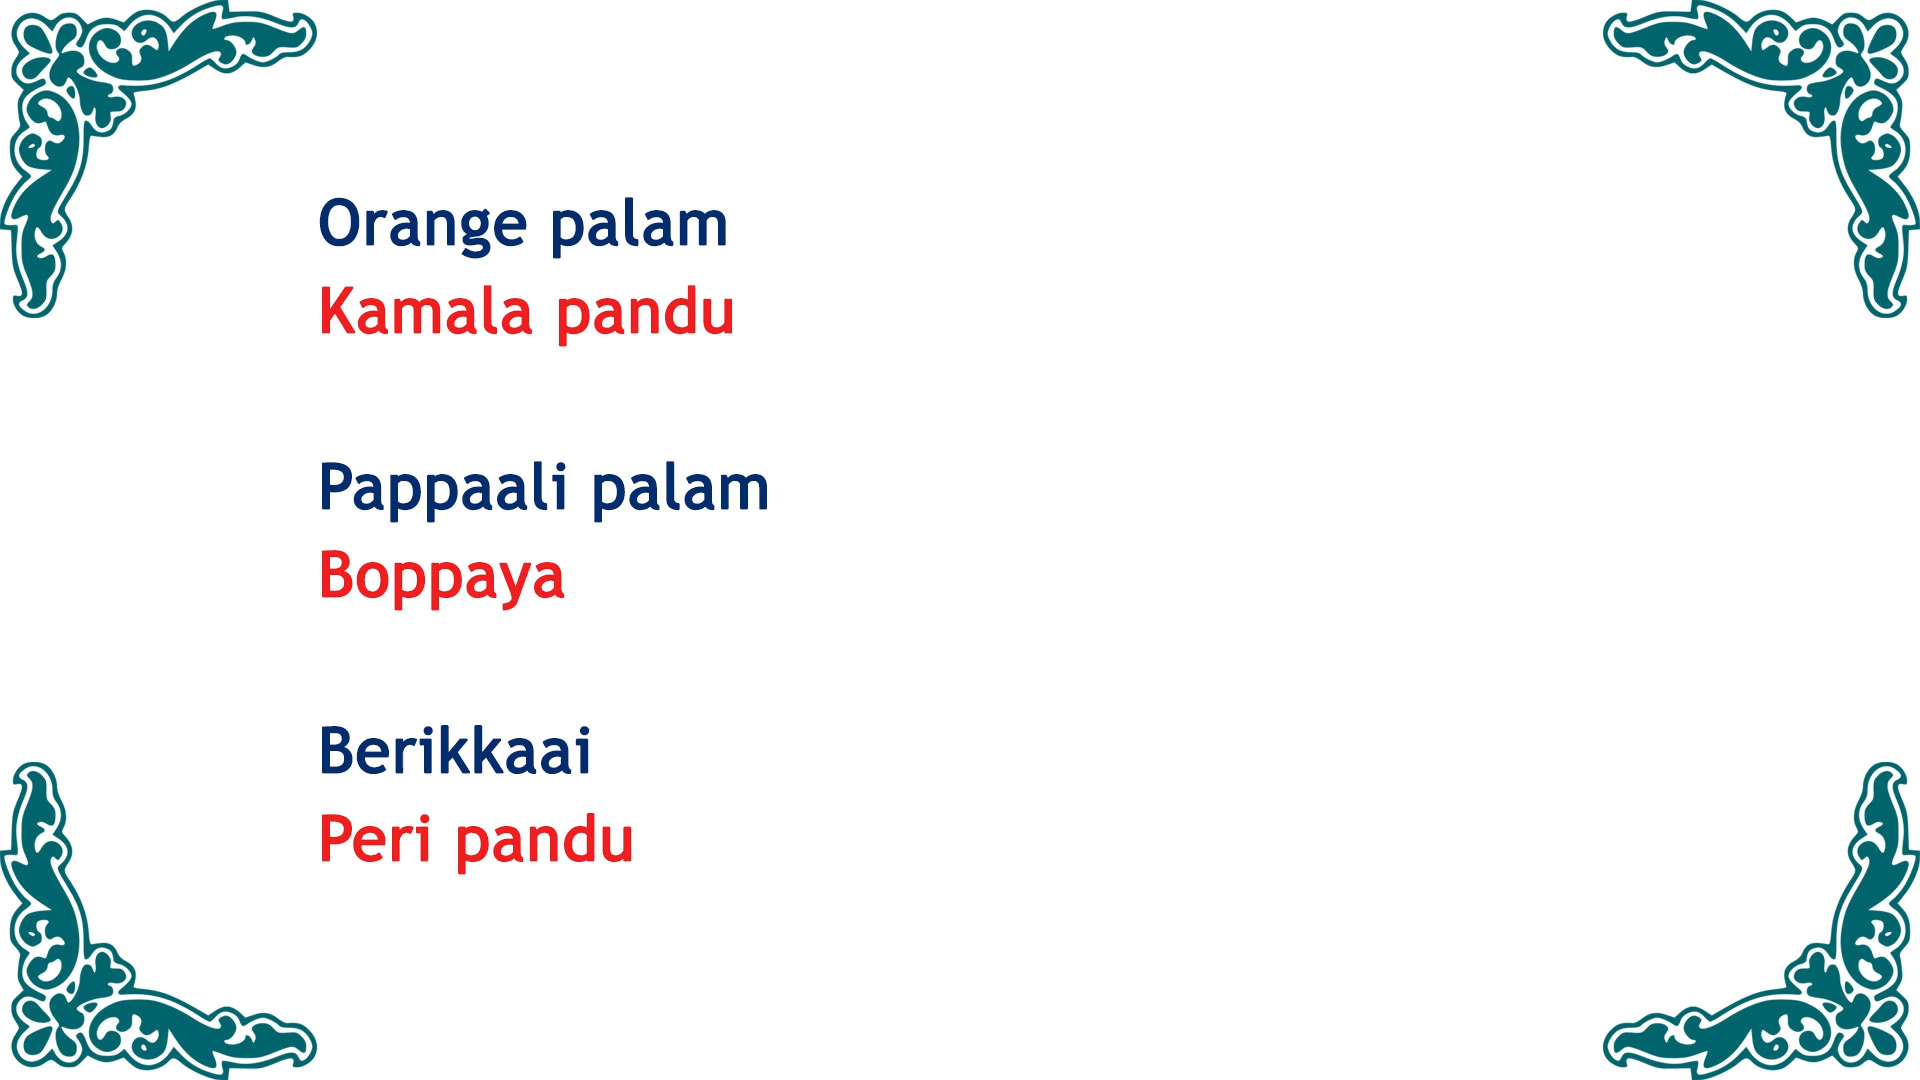 Orange palam
Kamala pandu
Pappaali palam
Boppaya
Berikkaai
Peri pandu